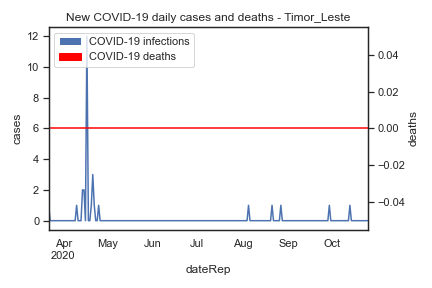 New COVID-19 daily cases and deaths - Timor_Leste
COVID-19 infections
COVID-19 deaths
12
10
8
6
4
2
0
cases
0.04
0.02
0.00
−0.02
−0.04
deaths
Apr May Jun Jul Aug Sep Oct
2020
dateRep